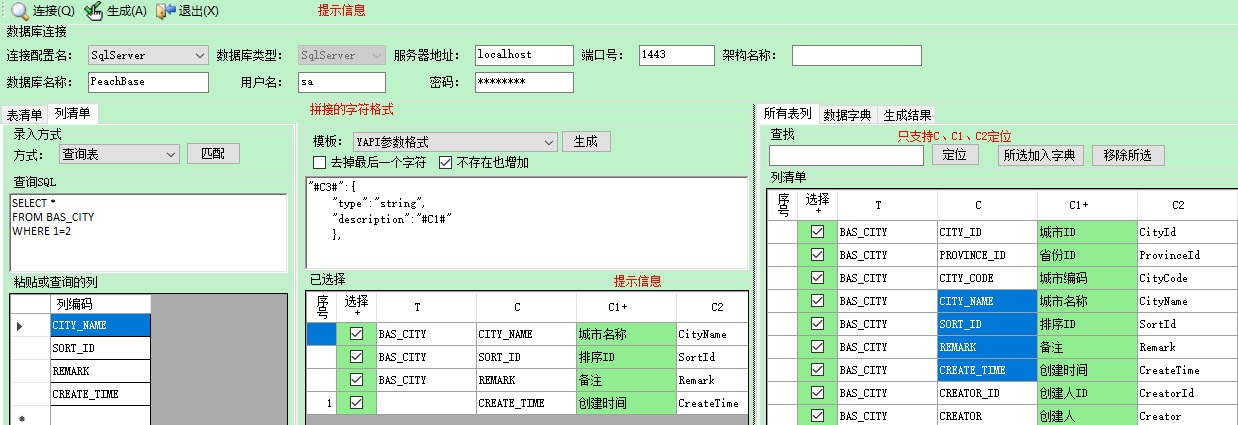 连接(Q) 生成(A) 退出(X) 提示信息
数据库连接
连接配置名: SqlServer 数据库类型: SqlServer 服务器地址: localhost 端口号: 1443 架构名称:
数据库名称: PeachBase 用户名: sa 密码: ********
表清单 列清单
录入方式
方式: 查询表 匹配
查询SQL
SELECT *
FROM BAS_CITY
WHERE 1=2
粘贴或查询的列
列编码
CITY_NAME
SORT_ID
REMARK
CREATE_TIME
拼接的字符格式
模板: YAPI参数格式 生成
去掉最后一个字符 不存在也增加
"#C3#":{
"type":"string",
"description":"#C1#"
},
已选择 提示信息
序号 选择+ T C C1+ C2
BAS_CITY CITY_NAME 城市名称 CityName
BAS_CITY SORT_ID 排序ID SortId
BAS_CITY REMARK 备注 Remark
1 CREATE_TIME 创建时间 CreateTime
所有表列 数据字典 生成结果
查找 只支持C、C1、C2定位
定位 所选加入字典 移除所选
列清单
序号 选择+ T C C1+ C2
BAS_CITY CITY_ID 城市ID CityId
BAS_CITY PROVINCE_ID 省份ID ProvinceId
BAS_CITY CITY_CODE 城市编码 CityCode
BAS_CITY CITY_NAME 城市名称 CityName
BAS_CITY SORT_ID 排序ID SortId
BAS_CITY REMARK 备注 Remark
BAS_CITY CREATE_TIME 创建时间 CreateTime
BAS_CITY CREATOR_ID 创建人ID CreatorId
BAS_CITY CREATOR 创建人 Creator